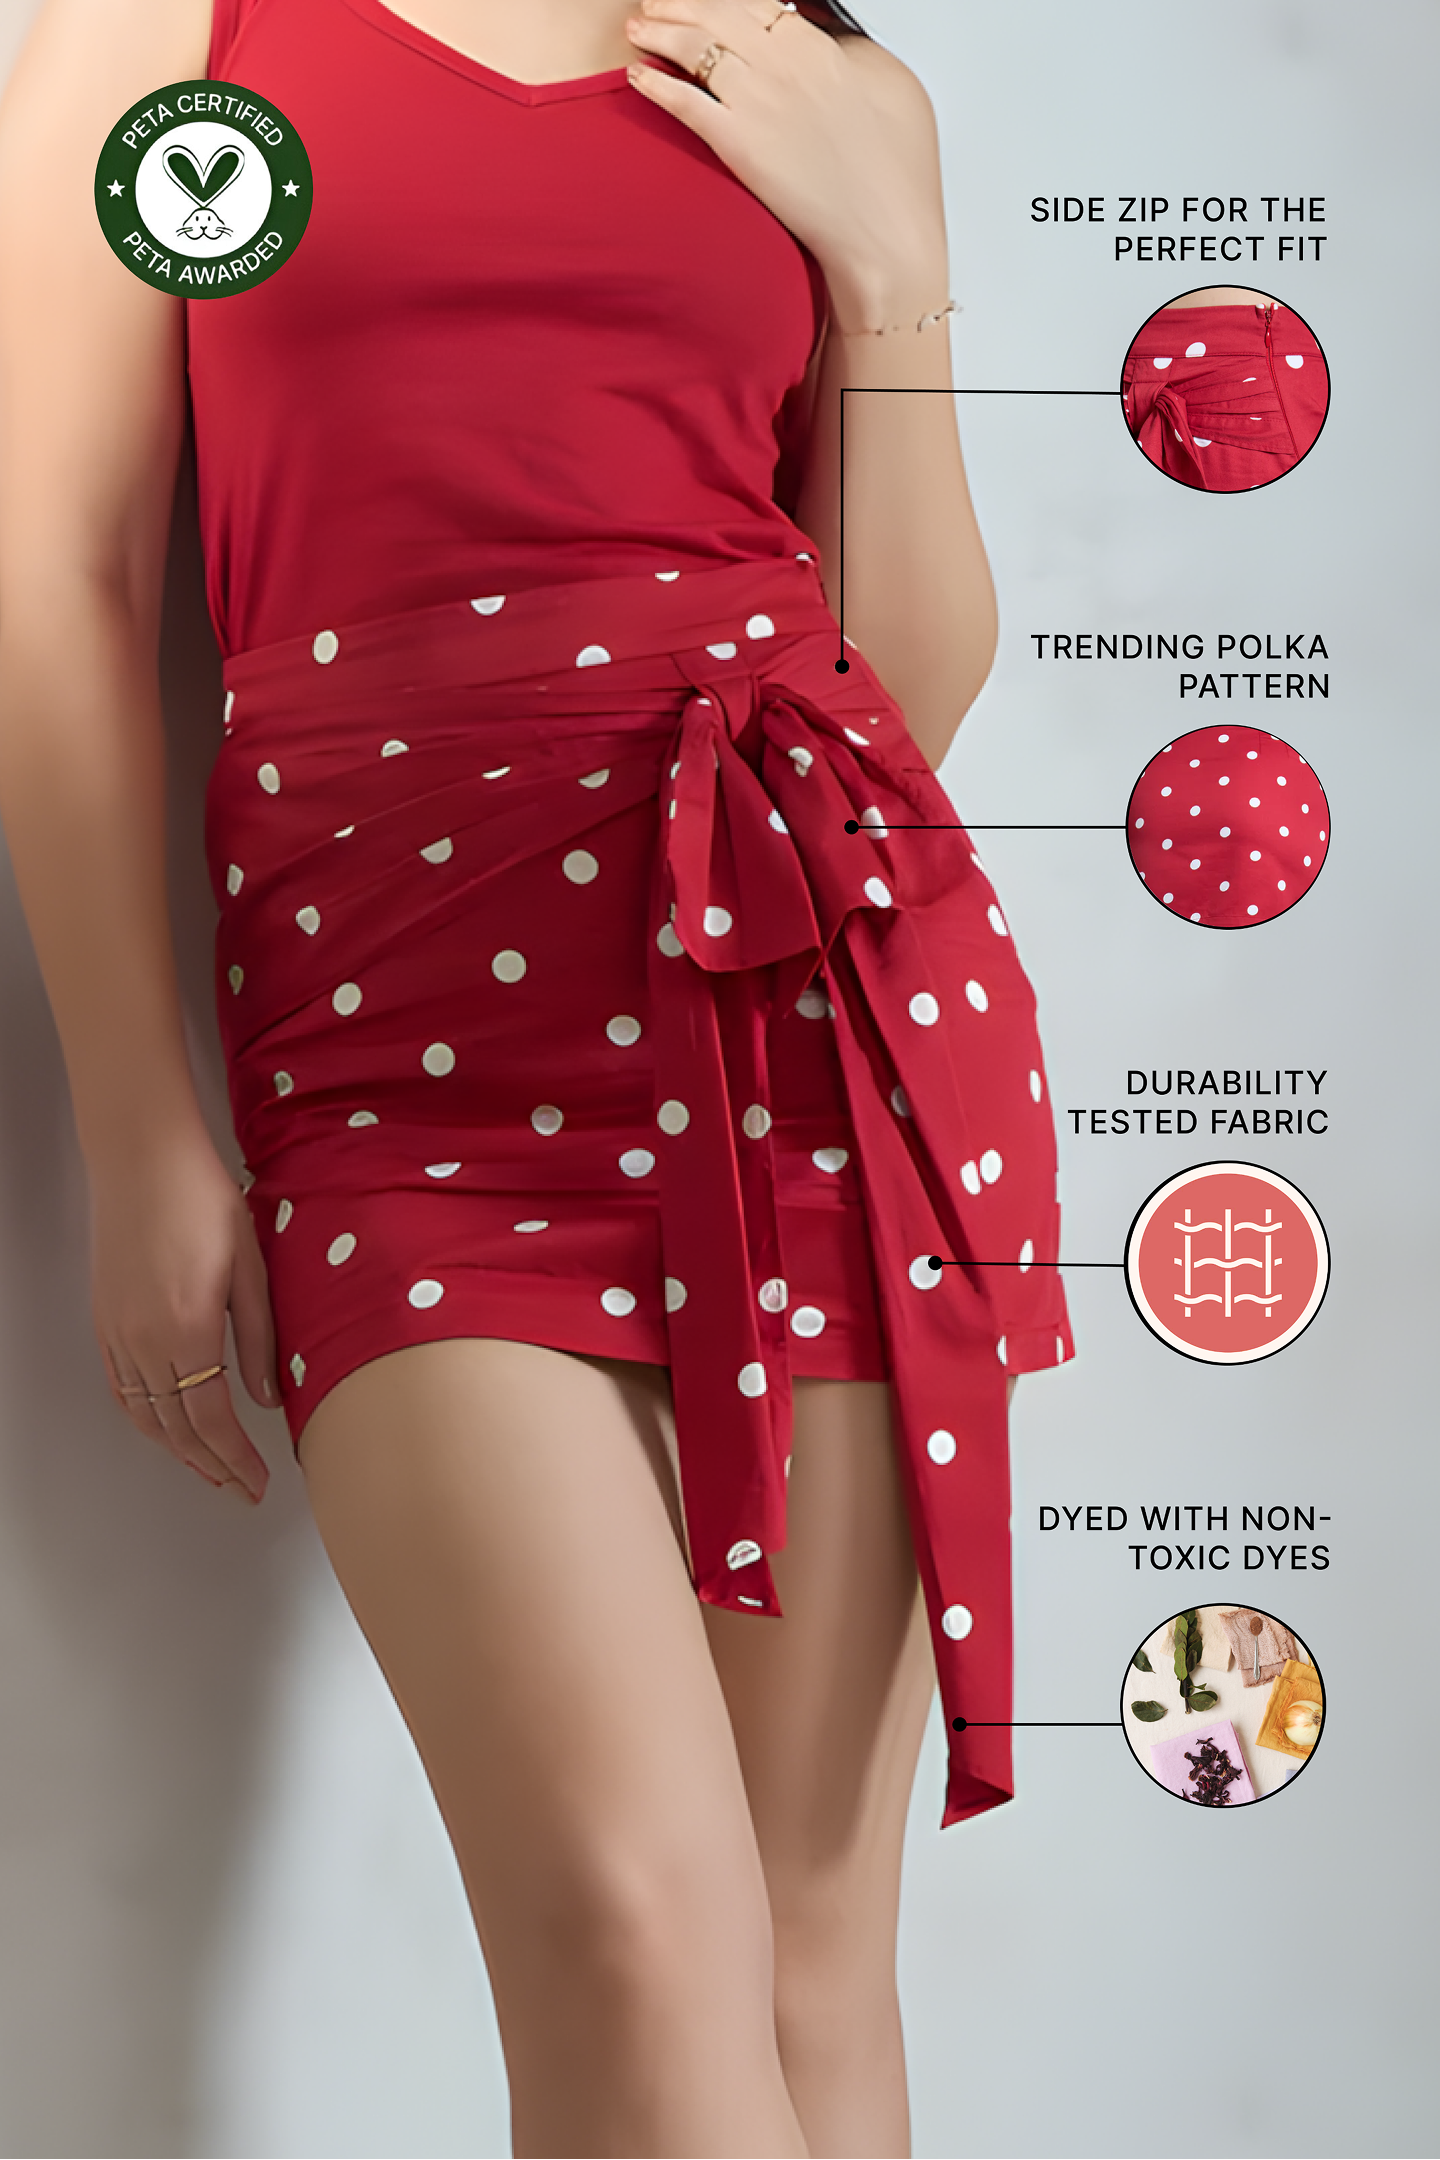 PETA CERTIFIED
PETA AWARDED
SIDE ZIP FOR THE
PERFECT FIT
TRENDING POLKA
PATTERN
DURABILITY
TESTED FABRIC
DYED WITH NON-
TOXIC DYES